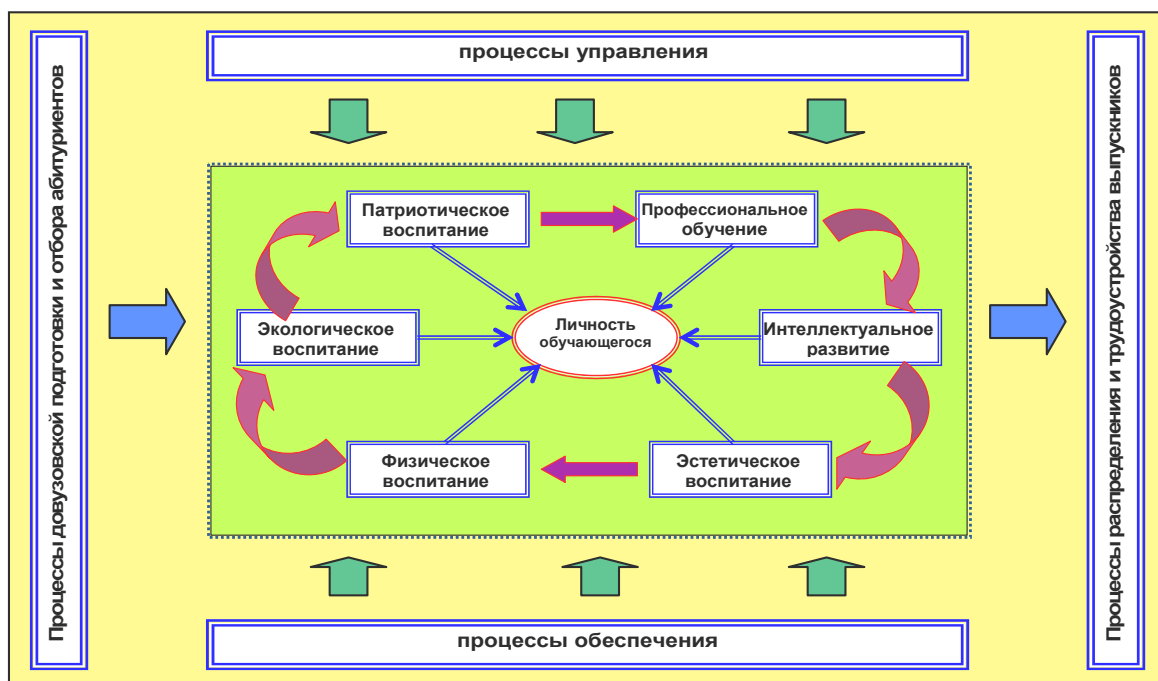 Процессы довузовской подготовки и отбора абитуриентов
процессы управления
Патриотическое
воспитание
Профессиональное
обучение
Экологическое
воспитание
Личность
обучающегося
Интеллектуальное
развитие
Физическое
воспитание
Эстетическое
воспитание
процессы обеспечения
Процессы распределения и трудоустройства выпускников